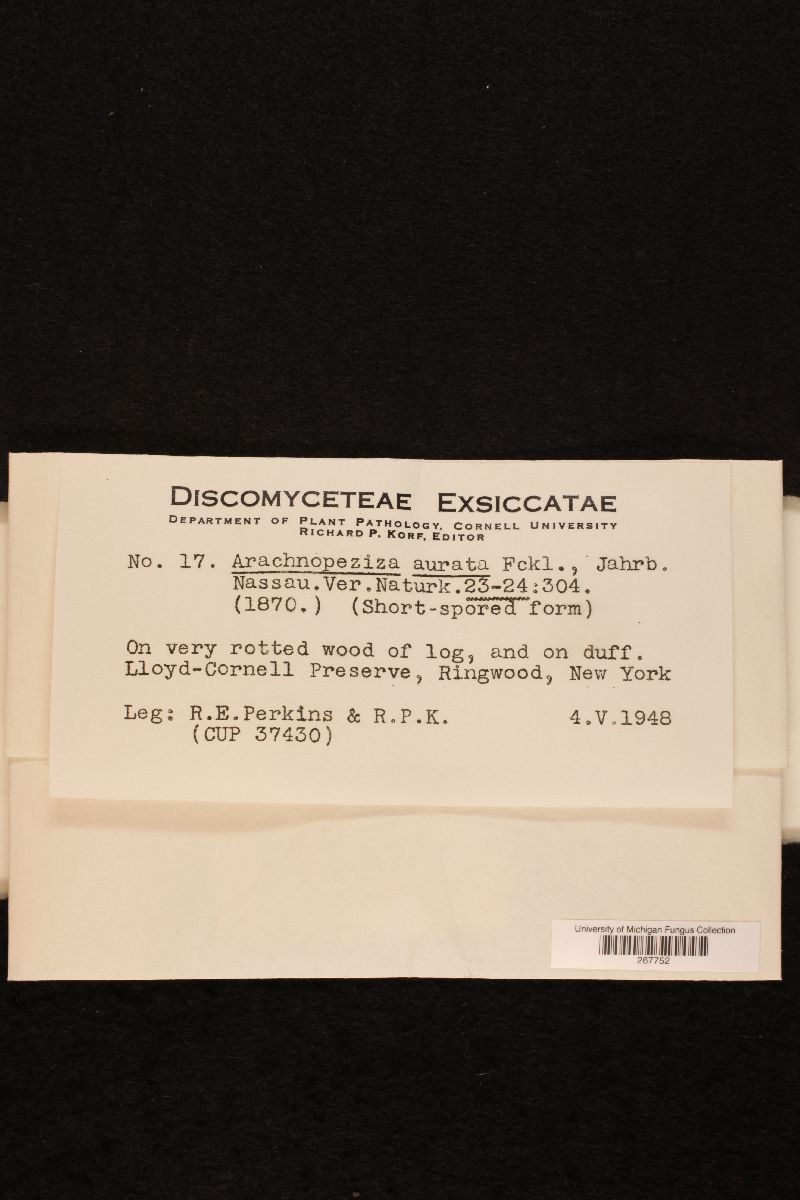 DISCOMYCETEAE EXSICCATAE
DEPARTMENT OF PLANT PATHOLOGY, CORNELL UNIVERSITY
RICHARD P. KORF, EDITOR
No. 17. Arachnopeziza aurata Fckl., Jahrb.
Nassau.Ver.Naturk.23-24:304.
(1870.) (Short-spored form)
On very rotted wood of log, and on duff.
Lloyd-Cornell Preserve, Ringwood, New York
Leg: R.E.Perkins & R.P.K. 4.V.1948
(CUP 37430)
University of Michigan Fungus Collection
267752